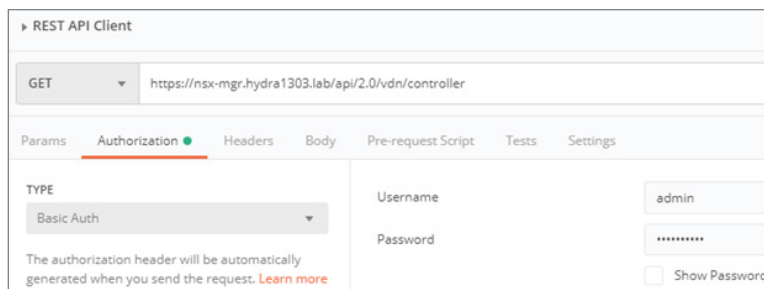 REST API Client
GET https://nsx-mgr.hydra1303.lab/api/2.0/vdn/controller
Params Authorization Headers Body Pre-request Script Tests Settings
TYPE
Basic Auth
The authorization header will be automatically
generated when you send the request. Learn more
Username admin
Password ••••••••••
Show Password